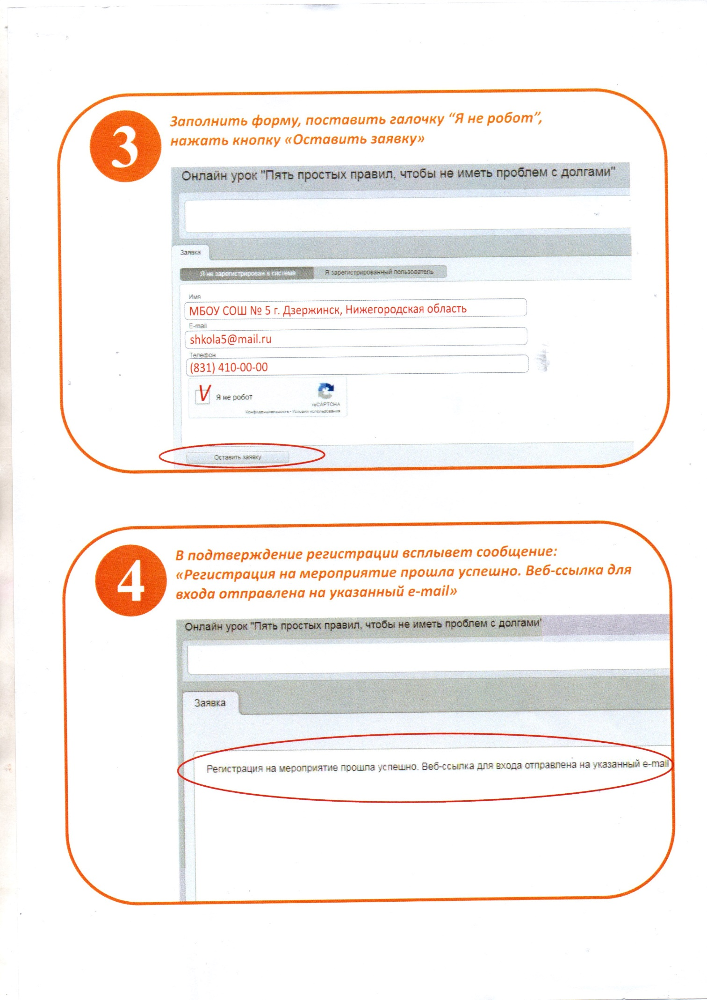 3
Заполнить форму, поставить галочку “Я не робот”,
нажать кнопку «Оставить заявку»
Онлайн урок "Пять простых правил, чтобы не иметь проблем с долгами"
Заявка
Я не зарегистрирован в системе Я зарегистрированный пользователь
Имя
МБОУ СОШ № 5 г. Дзержинск, Нижегородская область
E-mail
shkola5@mail.ru
Телефон
(831) 410-00-00
V Я не робот
reCAPTCHA
Конфиденциальность - Условия использования
Оставить заявку
4
В подтверждение регистрации всплывет сообщение:
«Регистрация на мероприятие прошла успешно. Веб-ссылка для
входа отправлена на указанный e-mail»
Онлайн урок "Пять простых правил, чтобы не иметь проблем с долгами"
Заявка
Регистрация на мероприятие прошла успешно. Веб-ссылка для входа отправлена на указанный e-mail